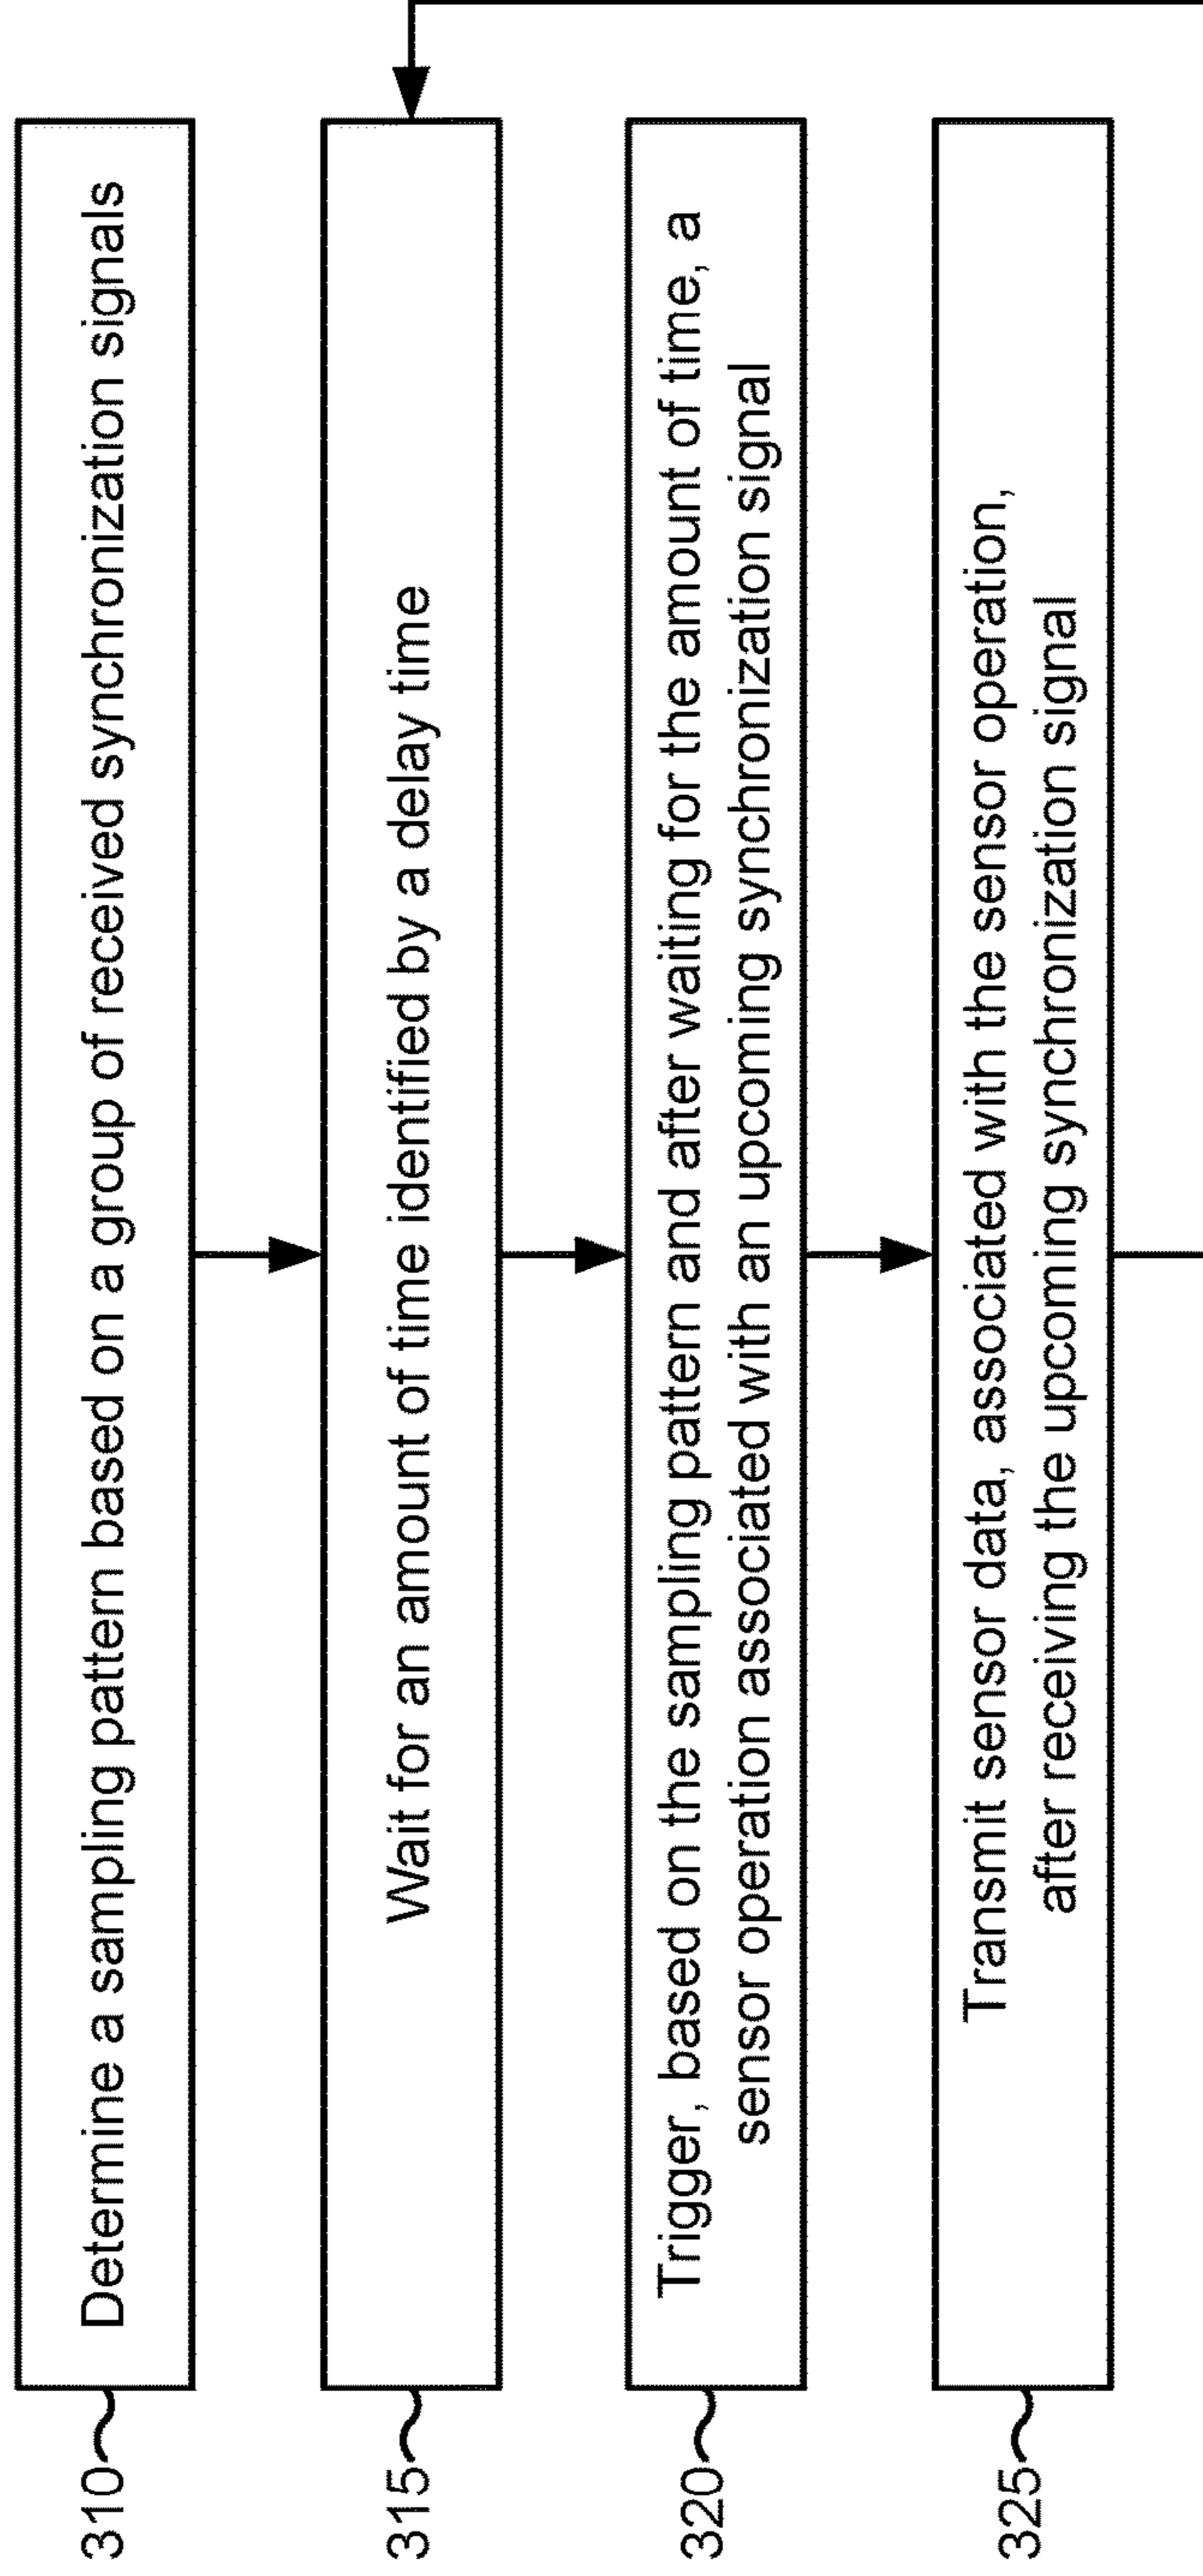 310
Determine a sampling pattern based on a group of received synchronization signals
315
Wait for an amount of time identified by a delay time
320
Trigger, based on the sampling pattern and after waiting for the amount of time, a
sensor operation associated with an upcoming synchronization signal
325
Transmit sensor data, associated with the sensor operation,
after receiving the upcoming synchronization signal